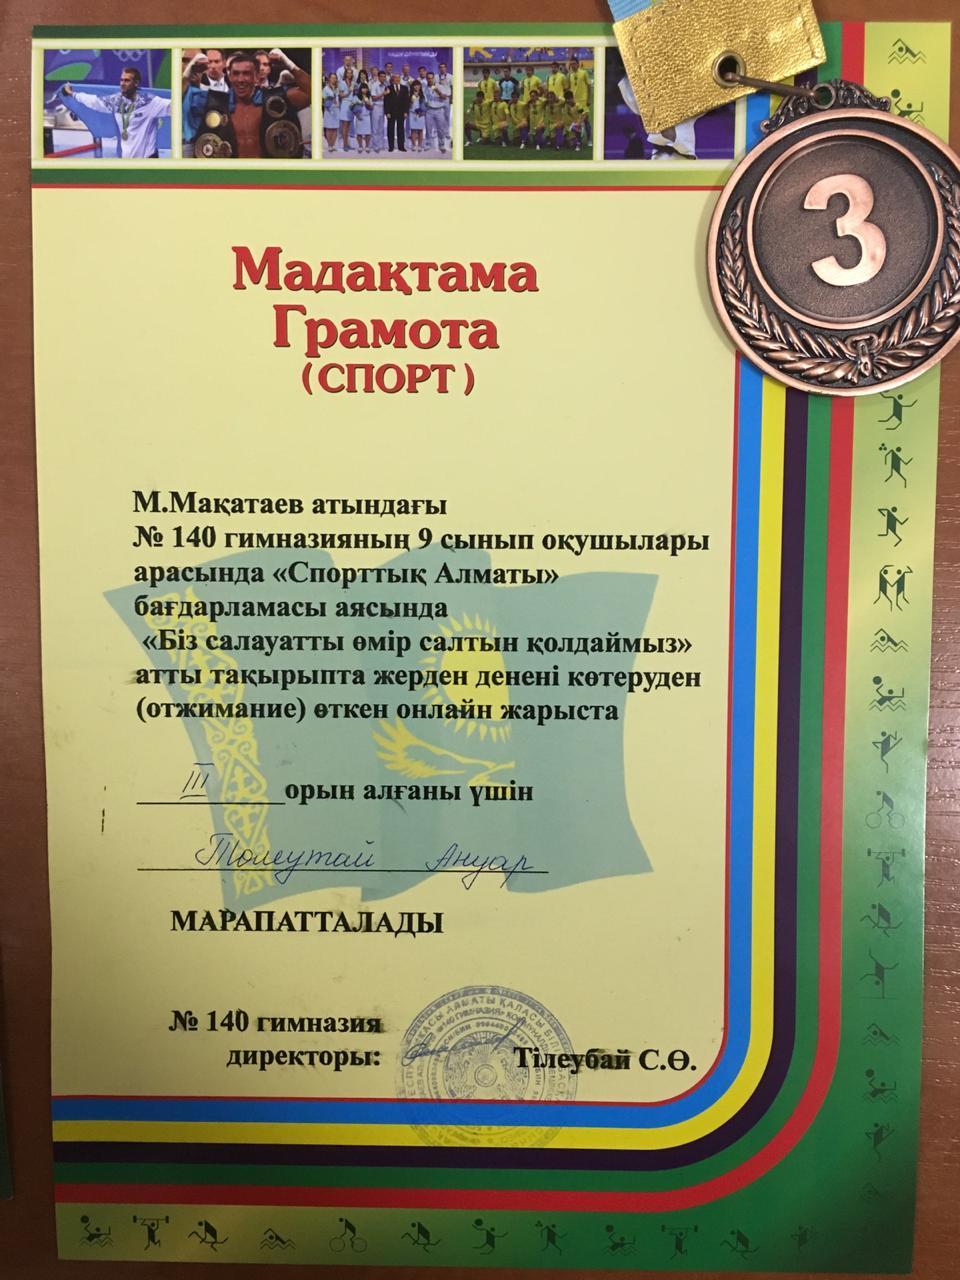 3
Мадақтама
Грамота
(СПОРТ)
М.Мақатаев атындағы
№ 140 гимназияның 9 сынып оқушылары
арасында «Спорттық Алматы»
бағдарламасы аясында
«Біз салауатты өмір салтын қолдаймыз»
атты тақырыпта жерден денені көтеруден
(отжимание) өткен онлайн жарыста
III орын алғаны үшін
Төлеутай Ануар
МАРАПАТТАЛАДЫ
№ 140 гимназия
директоры: Тілеубай С.Ө.